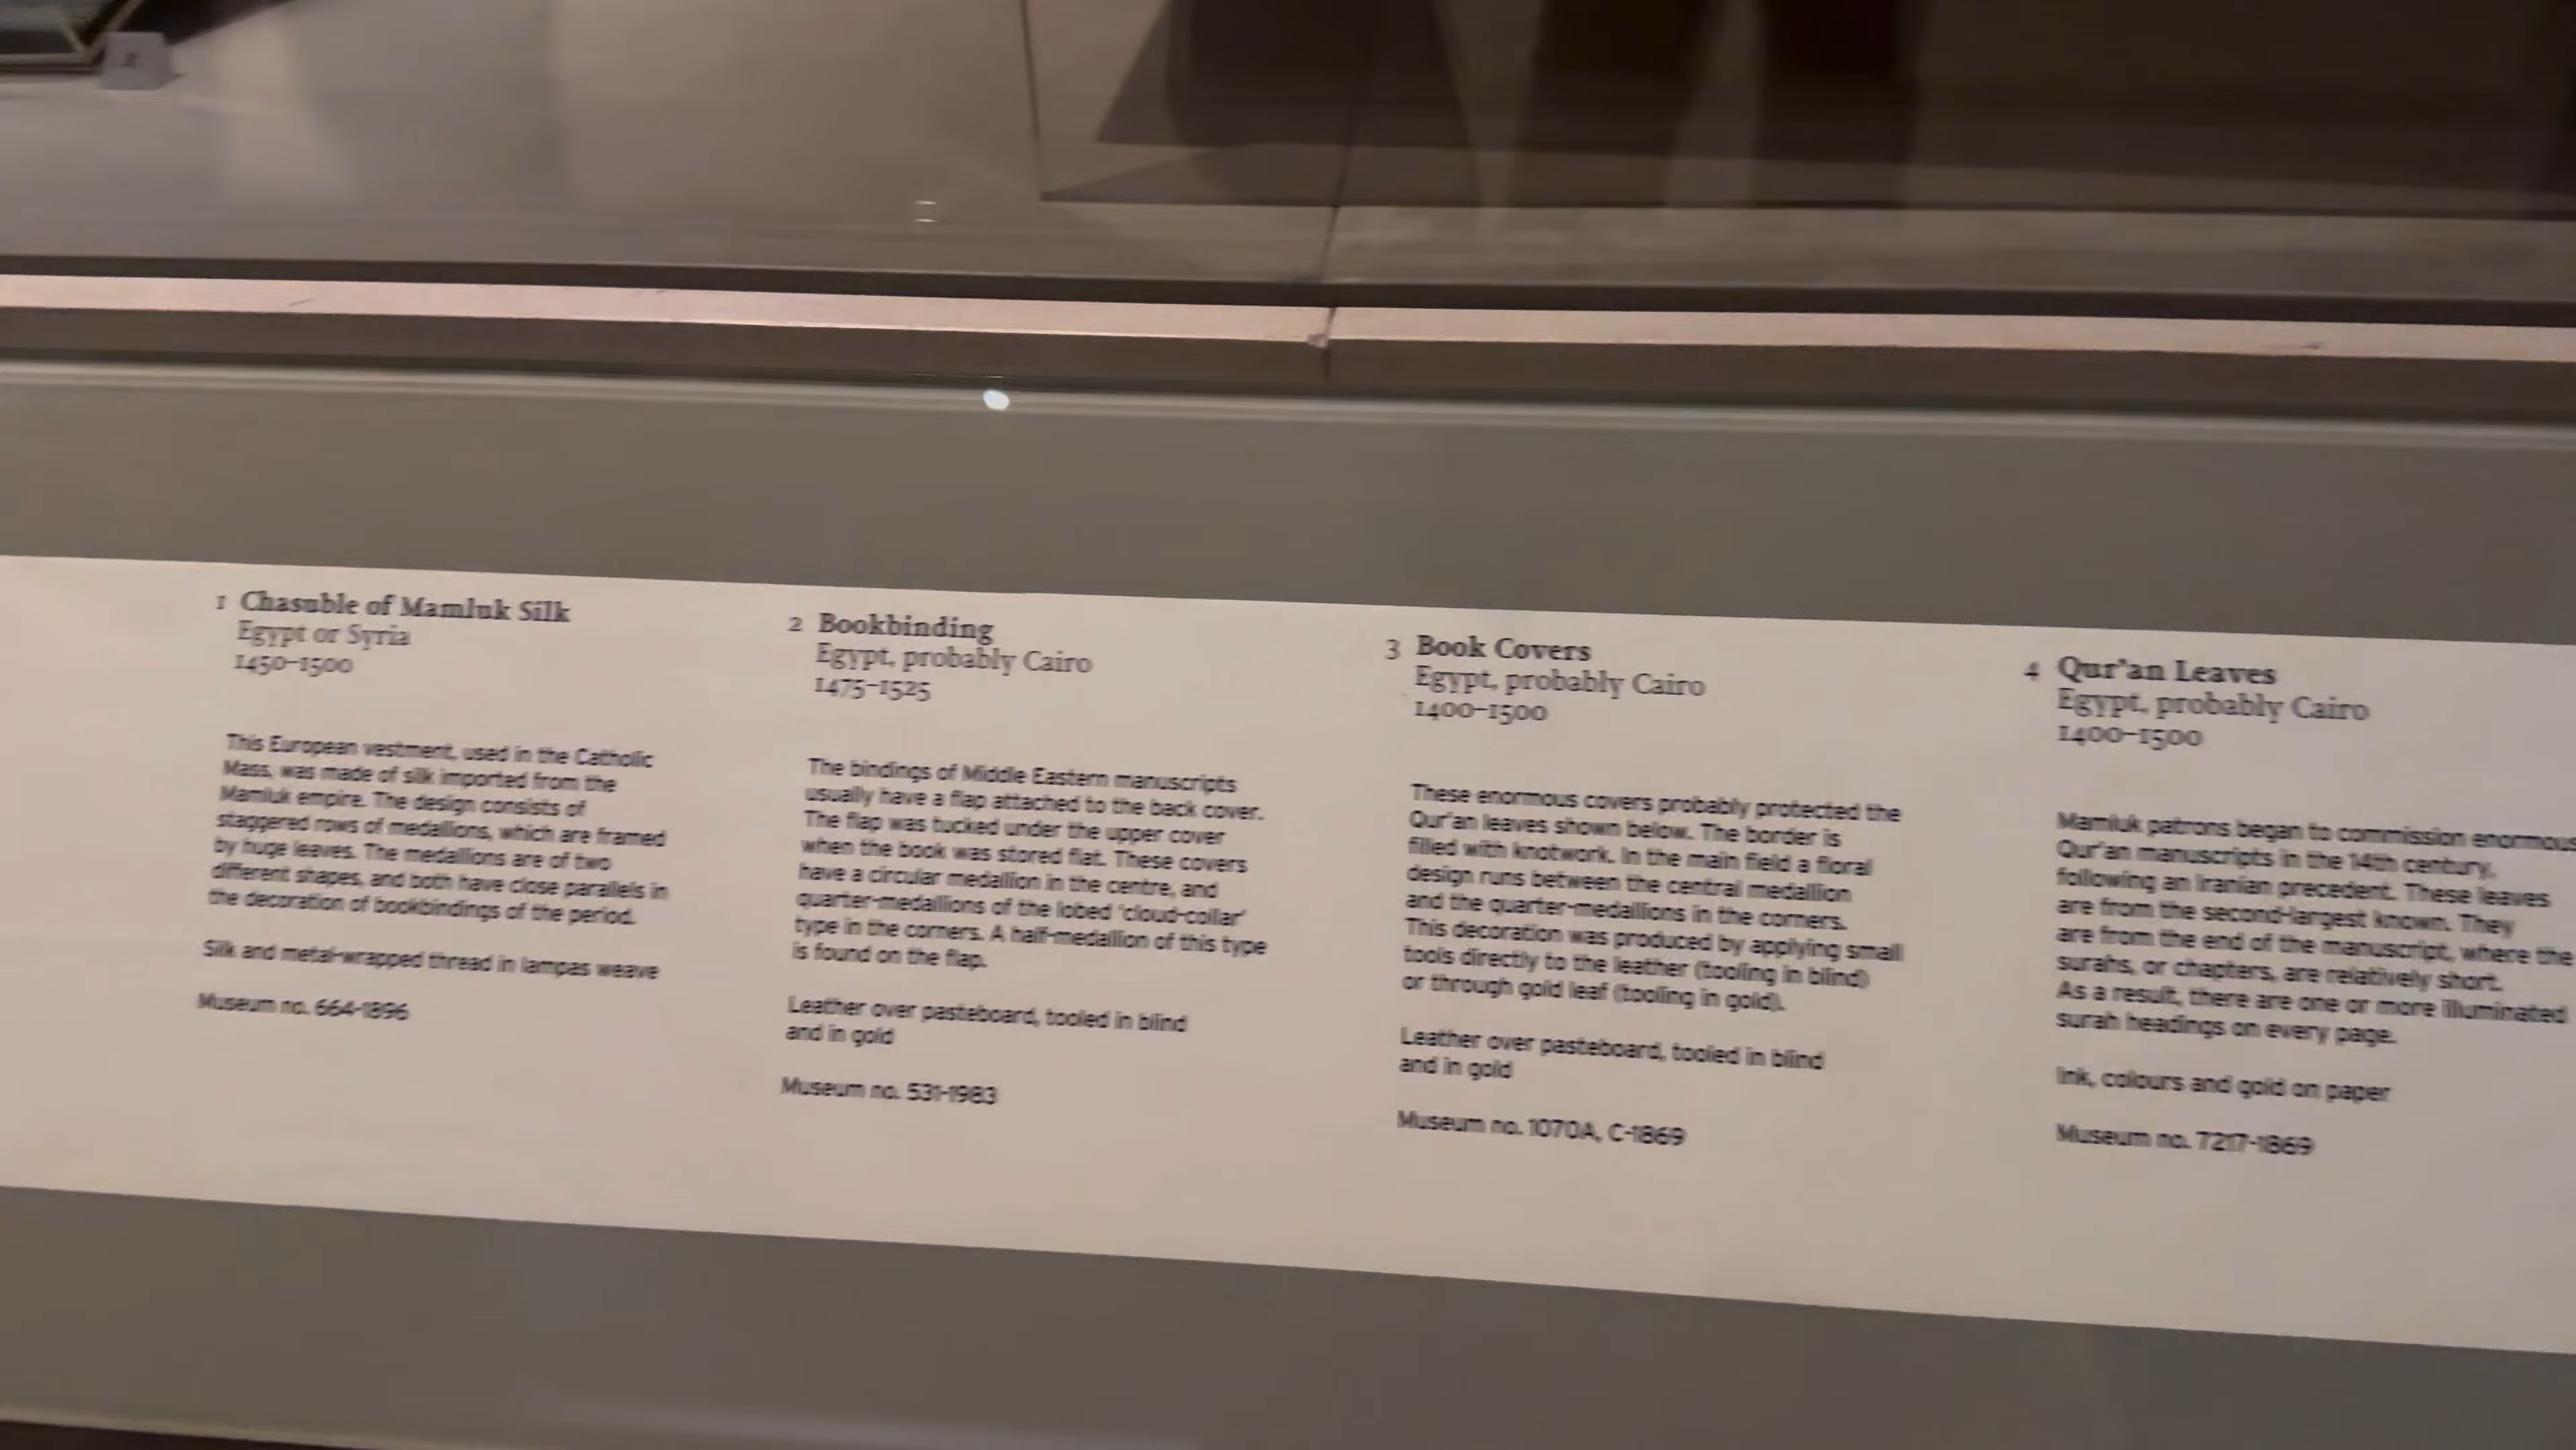 1 Chasuble of Mamluk Silk
Egypt or Syria
1450–1500
This European vestment, used in the Catholic
Mass, was made of silk imported from the
Mamluk empire. The design consists of
staggered rows of medallions, which are framed
by huge leaves. The medallions are of two
different shapes, and both have close parallels in
the decoration of bookbindings of the period.
Silk and metal-wrapped thread in lampas weave
Museum no. 664-1896
2 Bookbinding
Egypt, probably Cairo
1475–1525
The bindings of Middle Eastern manuscripts
usually have a flap attached to the back cover.
The flap was tucked under the upper cover
when the book was stored flat. These covers
have a circular medallion in the centre, and
quarter-medallions of the lobed 'cloud-collar'
type in the corners. A half-medallion of this type
is found on the flap.
Leather over pasteboard, tooled in blind
and in gold
Museum no. 531-1983
3 Book Covers
Egypt, probably Cairo
1400–1500
These enormous covers probably protected the
Qur'an leaves shown below. The border is
filled with knotwork. In the main field a floral
design runs between the central medallion
and the quarter-medallions in the corners.
This decoration was produced by applying small
tools directly to the leather (tooling in blind)
or through gold leaf (tooling in gold).
Leather over pasteboard, tooled in blind
and in gold
Museum no. 1070A, C-1869
4 Qur'an Leaves
Egypt, probably Cairo
1400–1500
Mamluk patrons began to commission enormous
Qur'an manuscripts in the 14th century,
following an Iranian precedent. These leaves
are from the second-largest known. They
are from the end of the manuscript, where the
surahs, or chapters, are relatively short.
As a result, there are one or more illuminated
surah headings on every page.
Ink, colours and gold on paper
Museum no. 7217-1869